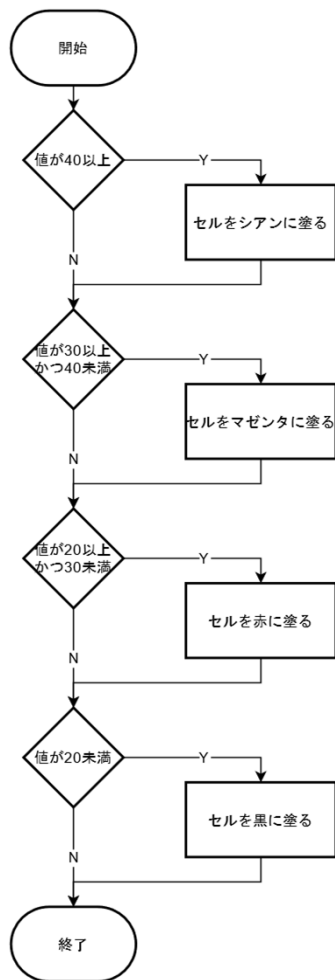 開始
値が40以上
Y
セルをシアンに塗る
N
値が30以上
かつ40未満
Y
セルをマゼンタに塗る
N
値が20以上
かつ30未満
Y
セルを赤に塗る
N
値が20未満
Y
セルを黒に塗る
N
終了